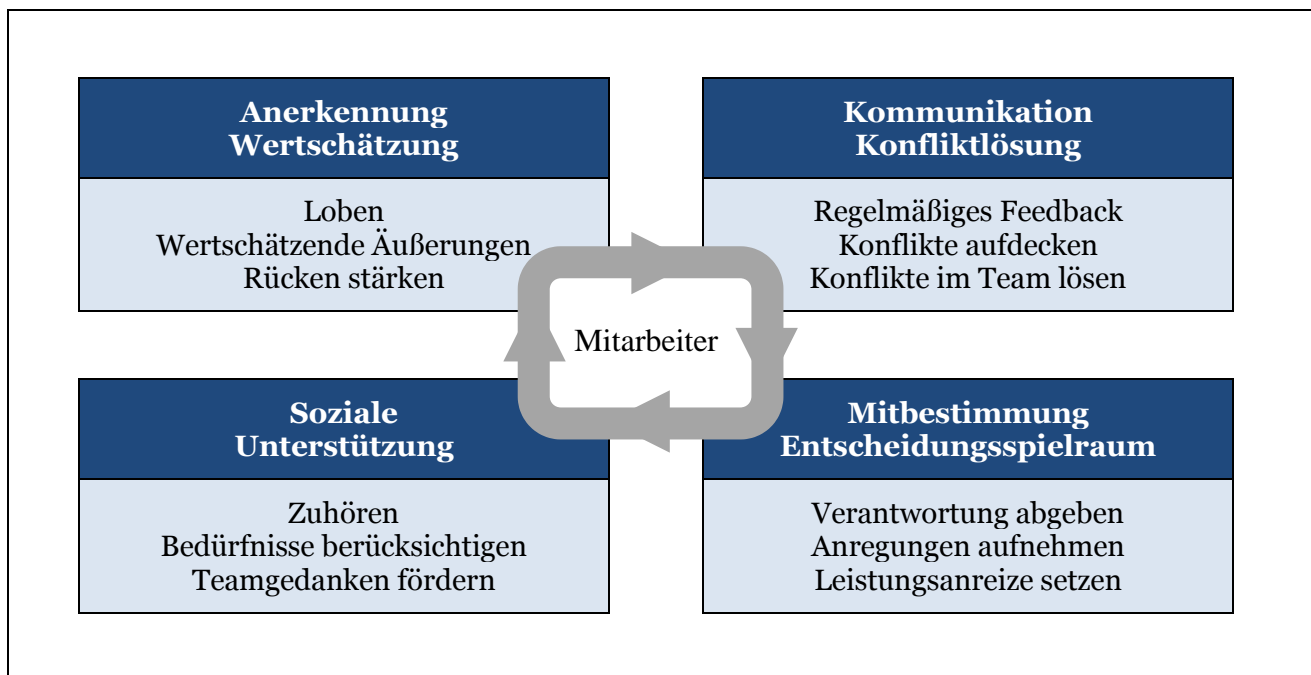 Anerkennung
Wertschätzung
Loben
Wertschätzende Äußerungen
Rücken stärken
Kommunikation
Konfliktlösung
Regelmäßiges Feedback
Konflikte aufdecken
Konflikte im Team lösen
Mitarbeiter
Soziale
Unterstützung
Zuhören
Bedürfnisse berücksichtigen
Teamgedanken fördern
Mitbestimmung
Entscheidungsspielraum
Verantwortung abgeben
Anregungen aufnehmen
Leistungsanreize setzen